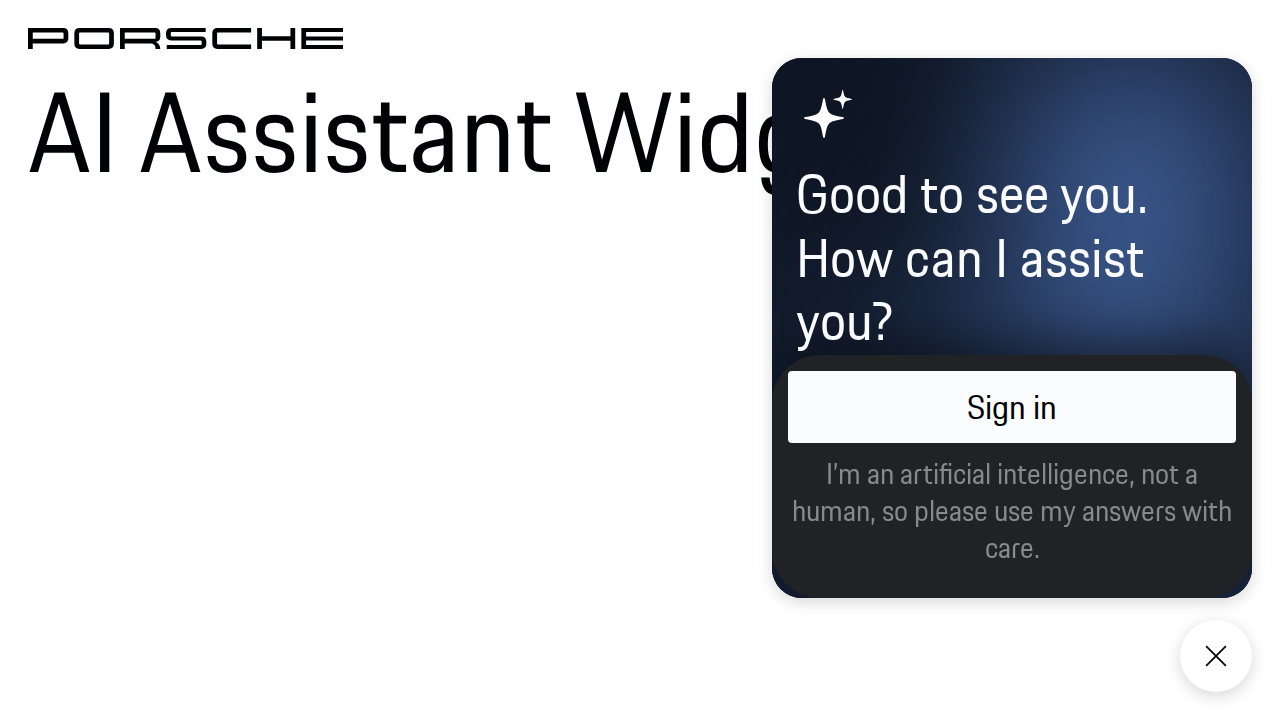 PORSCHE
AI Assistant Widg
Good to see you.
How can I assist
you?
Sign in
I'm an artificial intelligence, not a
human, so please use my answers with
care.